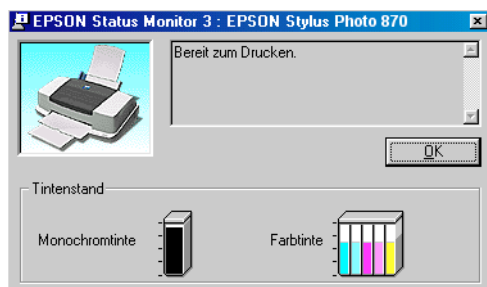 EPSON Status Monitor 3 : EPSON Stylus Photo 870
Bereit zum Drucken.
OK
Tintenstand
Monochromtinte
Farbtinte